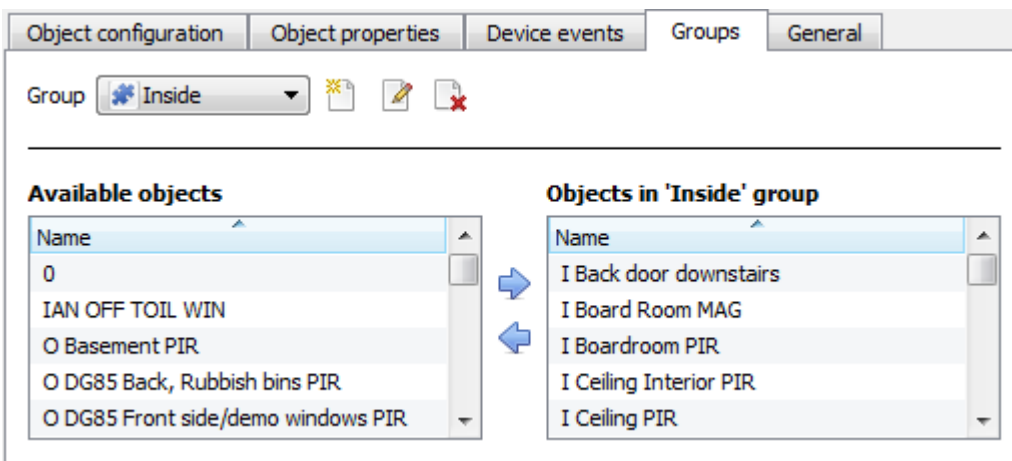 Object configuration Object properties Device events Groups General
Group Inside
Available objects
Name
0
IAN OFF TOIL WIN
O Basement PIR
O DG85 Back, Rubbish bins PIR
O DG85 Front side/demo windows PIR
Objects in 'Inside' group
Name
I Back door downstairs
I Board Room MAG
I Boardroom PIR
I Ceiling Interior PIR
I Ceiling PIR